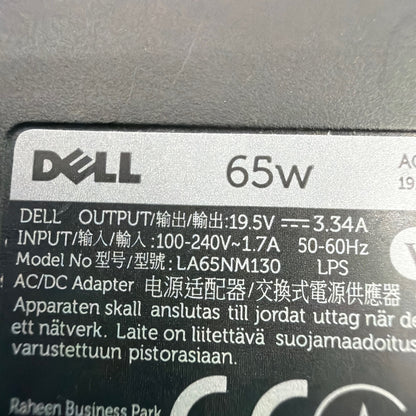 DELL 65W AC
19
DELL OUTPUT/输出/輸出:19.5V⎓3.34A
INPUT/输入/輸入:100-240V~1.7A 50-60Hz
Model No 型号/型號: LA65NM130 LPS
AC/DC Adapter 电源适配器/交換式電源供應器
Apparaten skall anslutas till jordat uttag när de
ett nätverk. Laite on liitettävä suojamaadoitus
varustettuun pistorasiaan.
Raheen Business Park
CE